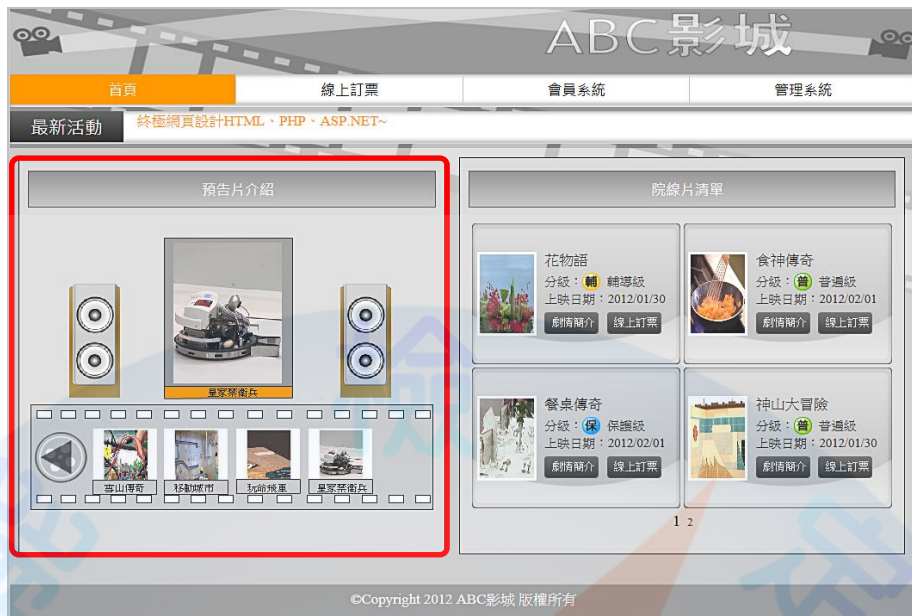 ABC影城
首頁 線上訂票 會員系統 管理系統
最新活動 終極網頁設計HTML、PHP、ASP.NET~
預告片介紹
皇家禁衛兵
雪山傳奇 移動城市 玩命飛車 皇家禁衛兵
院線片清單
花物語
分級：輔 輔導級
上映日期：2012/01/30
劇情簡介 線上訂票
食神傳奇
分級：普 普遍級
上映日期：2012/02/01
劇情簡介 線上訂票
餐桌傳奇
分級：保 保護級
上映日期：2012/02/01
劇情簡介 線上訂票
神山大冒險
分級：普 普遍級
上映日期：2012/01/30
劇情簡介 線上訂票
1 2
©Copyright 2012 ABC影城 版權所有